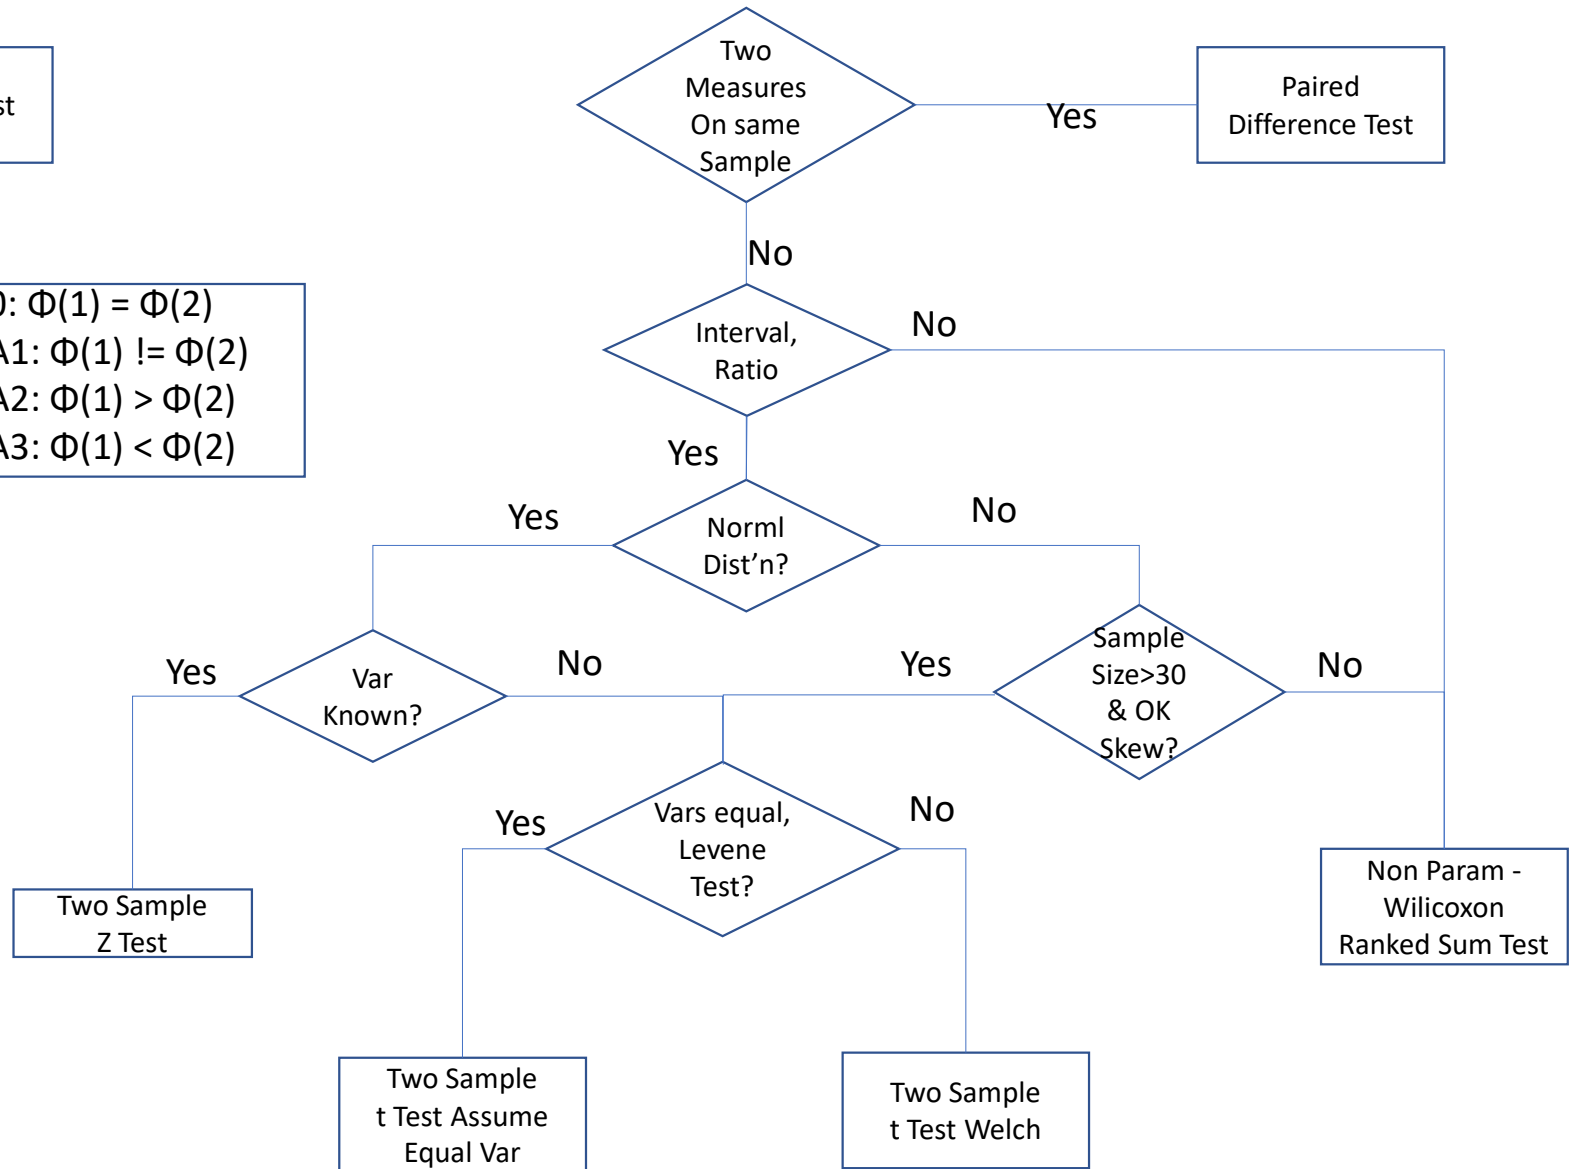 Two
Measures
On same
Sample
Yes
Paired
Difference Test
st
No
0: Φ(1) = Φ(2)
A1: Φ(1) != Φ(2)
A2: Φ(1) > Φ(2)
A3: Φ(1) < Φ(2)
Interval,
Ratio
No
Yes
Norml
Dist’n?
Yes
No
Var
Known?
Yes
No
Sample
Size>30
& OK
Skew?
Yes
No
Vars equal,
Levene
Test?
Yes
No
Two Sample
Z Test
Non Param -
Wilicoxon
Ranked Sum Test
Two Sample
t Test Assume
Equal Var
Two Sample
t Test Welch